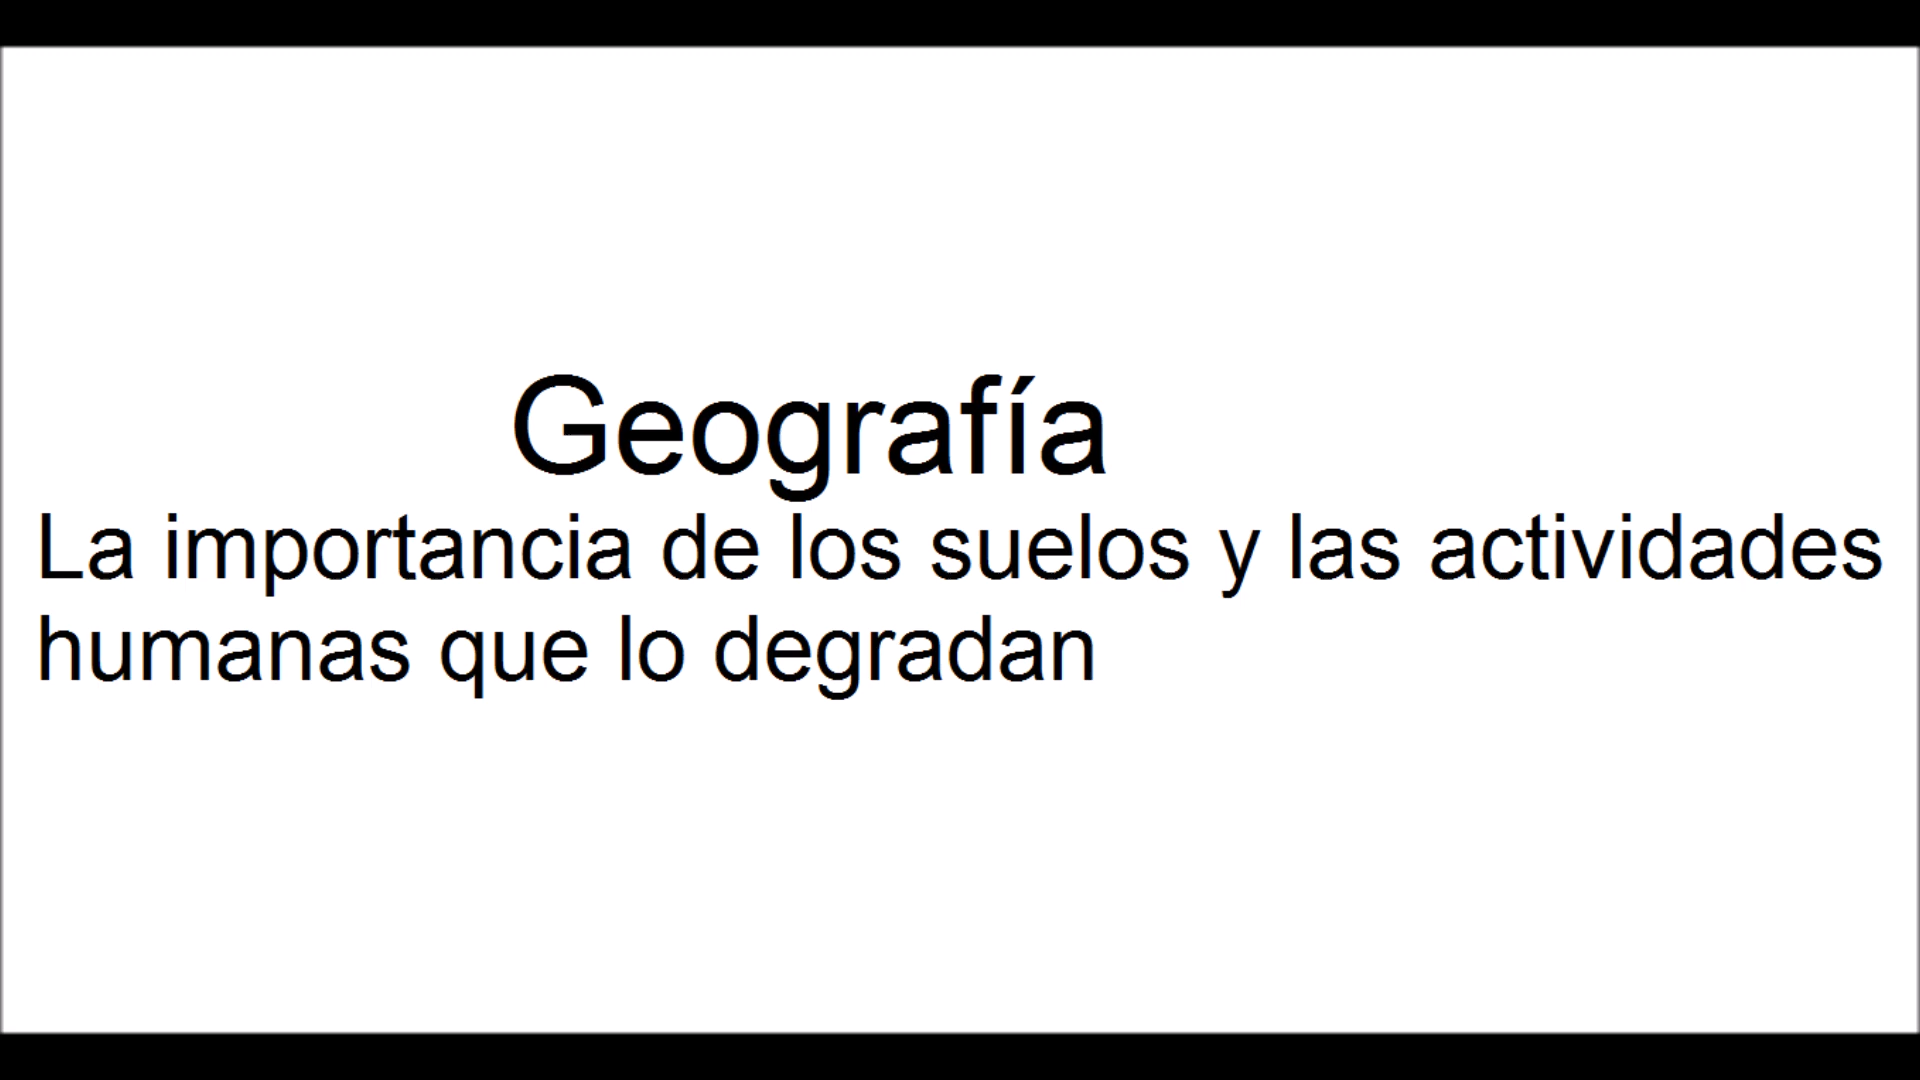 Geografía
La importancia de los suelos y las actividades
humanas que lo degradan